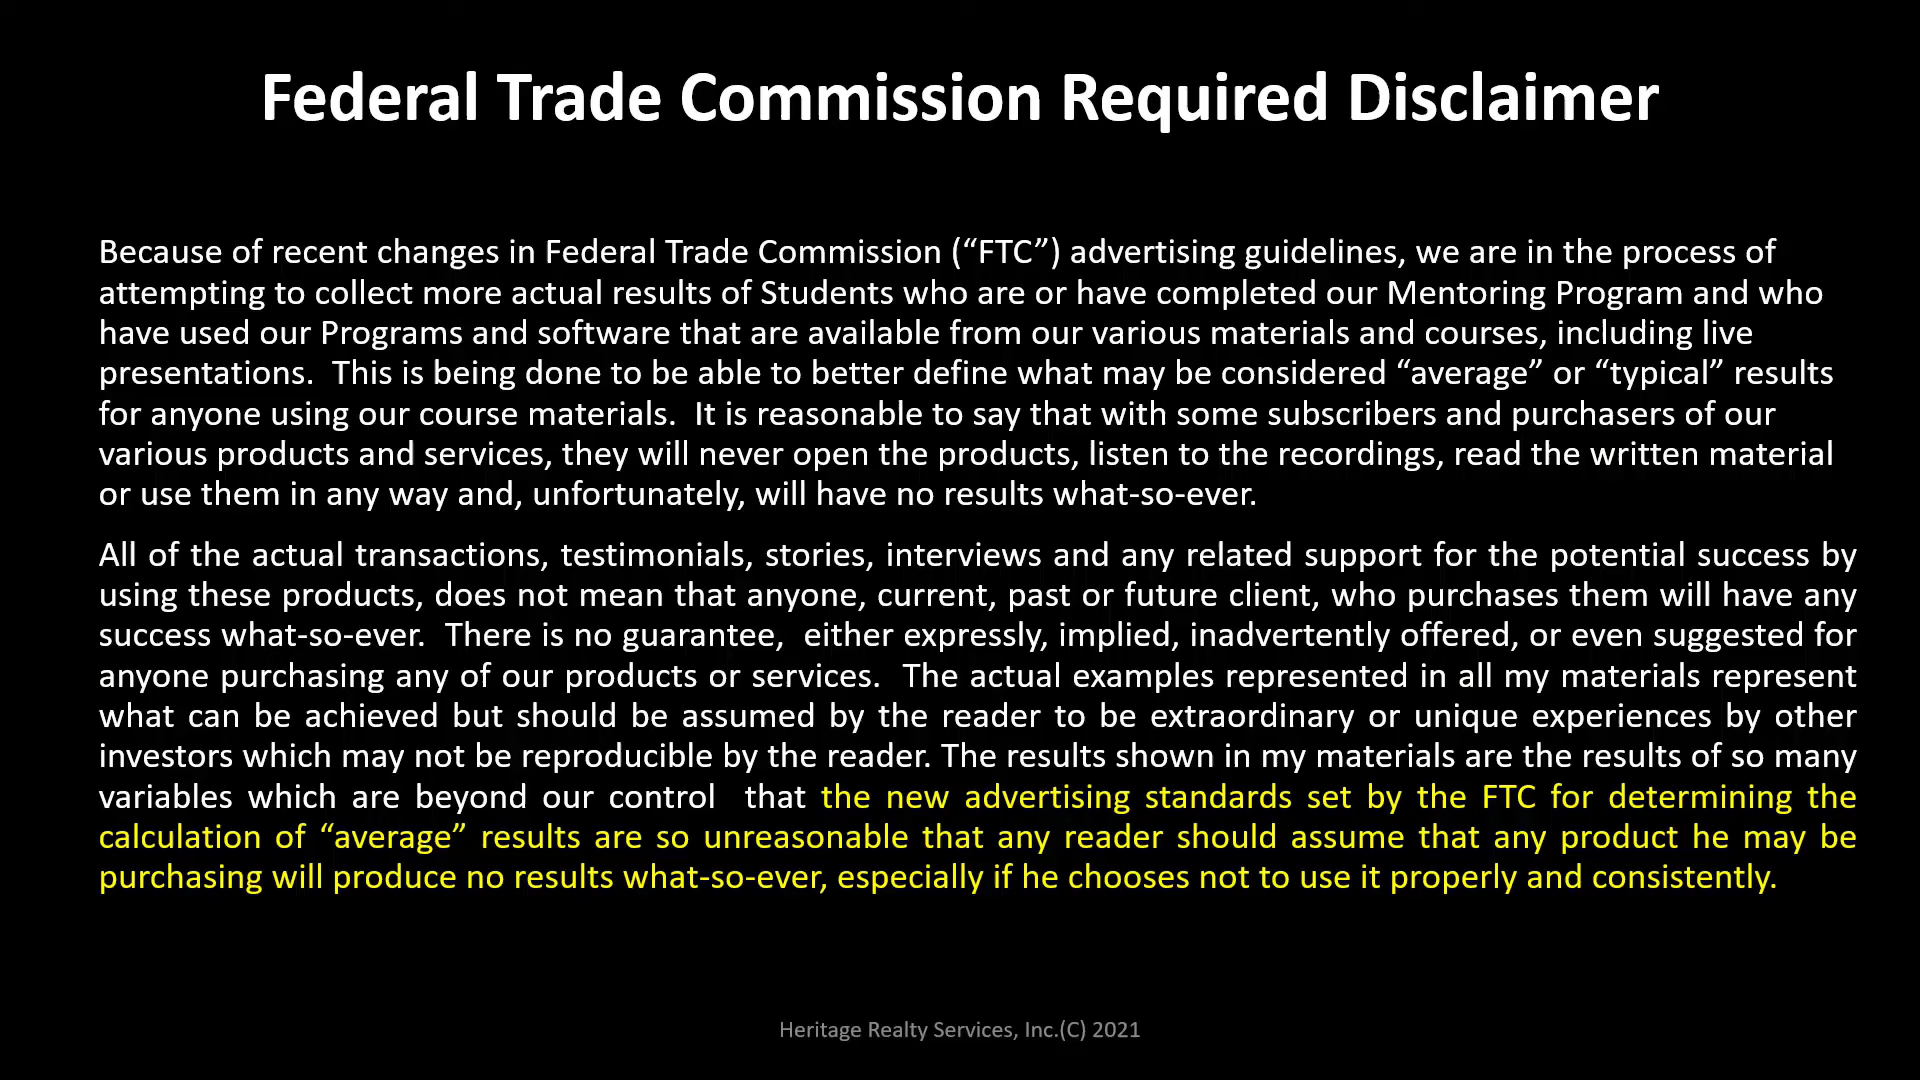 Federal Trade Commission Required Disclaimer
Because of recent changes in Federal Trade Commission (“FTC”) advertising guidelines, we are in the process of
attempting to collect more actual results of Students who are or have completed our Mentoring Program and who
have used our Programs and software that are available from our various materials and courses, including live
presentations.  This is being done to be able to better define what may be considered “average” or “typical” results
for anyone using our course materials.  It is reasonable to say that with some subscribers and purchasers of our
various products and services, they will never open the products, listen to the recordings, read the written material
or use them in any way and, unfortunately, will have no results what-so-ever.
All of the actual transactions, testimonials, stories, interviews and any related support for the potential success by
using these products, does not mean that anyone, current, past or future client, who purchases them will have any
success what-so-ever.  There is no guarantee,  either expressly, implied, inadvertently offered, or even suggested for
anyone purchasing any of our products or services.  The actual examples represented in all my materials represent
what can be achieved but should be assumed by the reader to be extraordinary or unique experiences by other
investors which may not be reproducible by the reader. The results shown in my materials are the results of so many
variables which are beyond our control  that the new advertising standards set by the FTC for determining the
calculation of “average” results are so unreasonable that any reader should assume that any product he may be
purchasing will produce no results what-so-ever, especially if he chooses not to use it properly and consistently.
Heritage Realty Services, Inc.(C) 2021